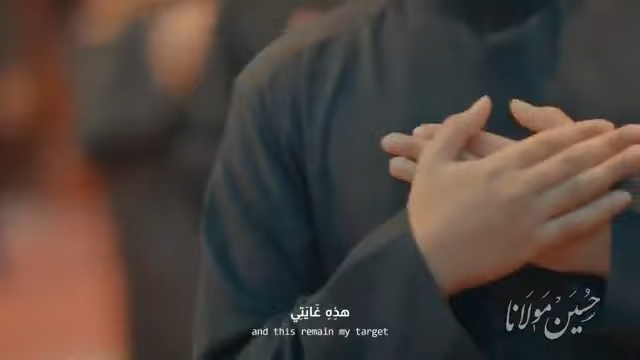 هذِهِ غَايَتِي
and this remain my target
حُسَيْن مَوْلَانَا